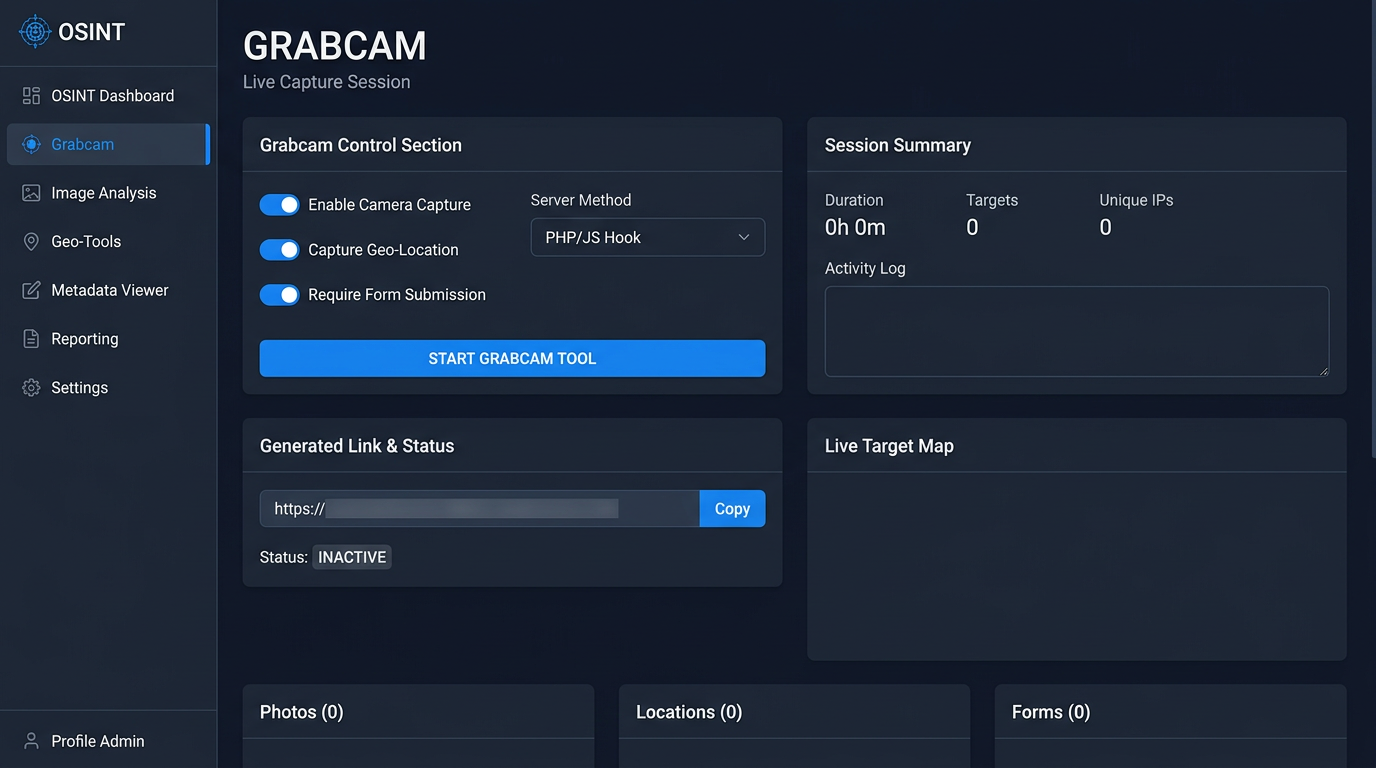 OSINT
OSINT Dashboard
Grabcam
Image Analysis
Geo-Tools
Metadata Viewer
Reporting
Settings
Profile Admin
GRABCAM
Live Capture Session
Grabcam Control Section
Enable Camera Capture
Capture Geo-Location
Require Form Submission
Server Method
PHP/JS Hook
START GRABCAM TOOL
Session Summary
Duration Targets Unique IPs
0h 0m 0 0
Activity Log
Generated Link & Status
https://
Copy
Status: INACTIVE
Live Target Map
Photos (0)
Locations (0)
Forms (0)